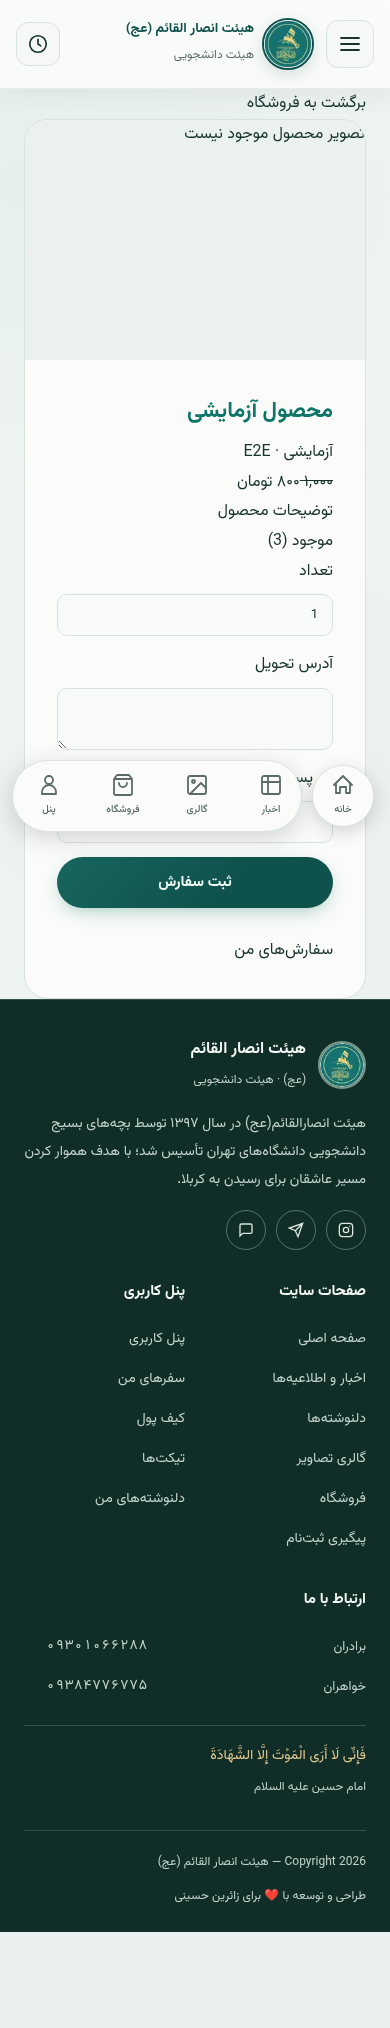 هیئت انصار القائم (عج)
هیئت دانشجویی
برگشت به فروشگاه
تصویر محصول موجود نیست
محصول آزمایشی
آزمایشی · E2E
۱,۰۰۰ ۸۰۰ تومان
توضیحات محصول
موجود (3)
تعداد
1
آدرس تحویل
خانه
اخبار
گالری
فروشگاه
پنل
ثبت سفارش
سفارش‌های من
هیئت انصار القائم
(عج) · هیئت دانشجویی
هیئت انصارالقائم(عج) در سال ۱۳۹۷ توسط بچه‌های بسیج
دانشجویی دانشگاه‌های تهران تأسیس شد؛ با هدف هموار کردن
مسیر عاشقان برای رسیدن به کربلا.
صفحات سایت
صفحه اصلی
اخبار و اطلاعیه‌ها
دلنوشته‌ها
گالری تصاویر
فروشگاه
پیگیری ثبت‌نام
پنل کاربری
پنل کاربری
سفرهای من
کیف پول
تیکت‌ها
دلنوشته‌های من
ارتباط با ما
برادران ۰۹۳۰۱۰۶۶۲۸۸
خواهران ۰۹۳۸۴۷۷۶۷۷۵
فَإِنِّی لَا أَرَی الْمَوْتَ إِلَّا الشَّهَادَةَ
امام حسین علیه السلام
Copyright 2026 — هیئت انصار القائم (عج)
طراحی و توسعه با ❤️ برای زائرین حسینی